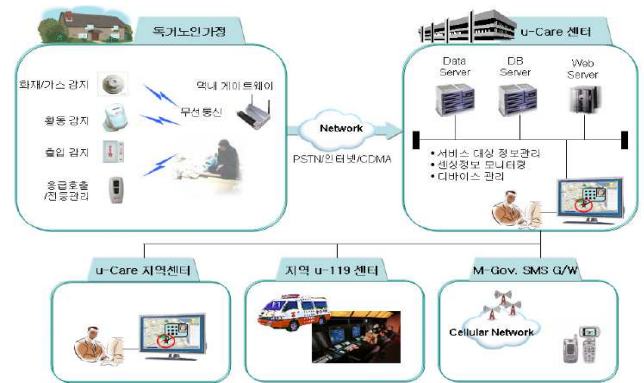 독거노인가정
화재/가스 감지
활동 감지
출입 감지
응급호출
/전등관리
댁내 게이트웨이
무선 통신
Network
PSTN/인터넷/CDMA
u-Care 센터
Data
Server
DB
Server
Web
Server
• 서비스 대상 정보관리
• 센싱정보 모니터링
• 디바이스 관리
u-Care 지역센터
지역 u-119 센터
M-Gov. SMS G/W
Cellular Network